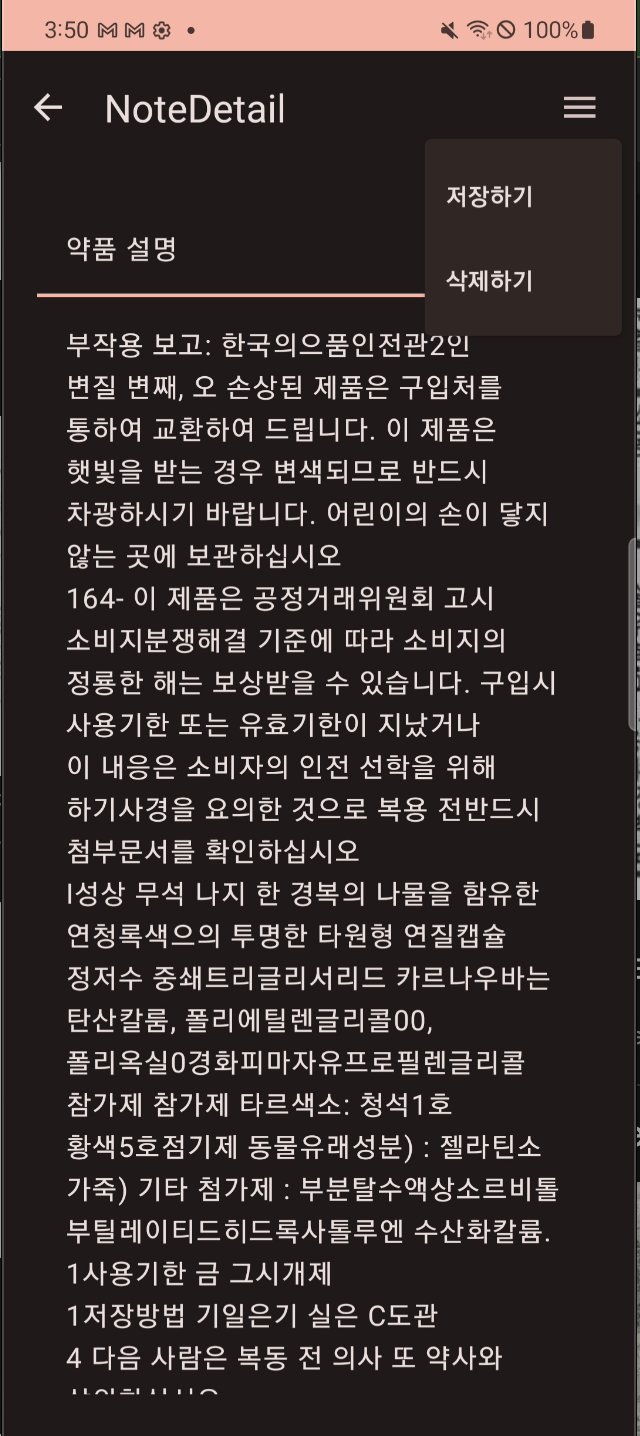 3:50
100%
NoteDetail
저장하기
삭제하기
약품 설명
부작용 보고: 한국의으품인전관2인
변질 변째, 오 손상된 제품은 구입처를
통하여 교환하여 드립니다. 이 제품은
햇빛을 받는 경우 변색되므로 반드시
차광하시기 바랍니다. 어린이의 손이 닿지
않는 곳에 보관하십시오
164- 이 제품은 공정거래위원회 고시
소비지분쟁해결 기준에 따라 소비지의
정룡한 해는 보상받을 수 있습니다. 구입시
사용기한 또는 유효기한이 지났거나
이 내응은 소비자의 인전 선학을 위해
하기사경을 요의한 것으로 복용 전반드시
첨부문서를 확인하십시오
I성상 무석 나지 한 경복의 나물을 함유한
연청록색으의 투명한 타원형 연질캡슐
정저수 중쇄트리글리서리드 카르나우바는
탄산칼룸, 폴리에틸렌글리콜00,
폴리옥실0경화피마자유프로필렌글리콜
참가제 참가제 타르색소: 청석1호
황색5호점기제 동물유래성분) : 젤라틴소
가죽) 기타 첨가제 : 부분탈수액상소르비톨
부틸레이티드히드록사톨루엔 수산화칼륨.
1사용기한 금 그시개제
1저장방법 기일은기 실은 C도관
4 다음 사람은 복동 전 의사 또 약사와